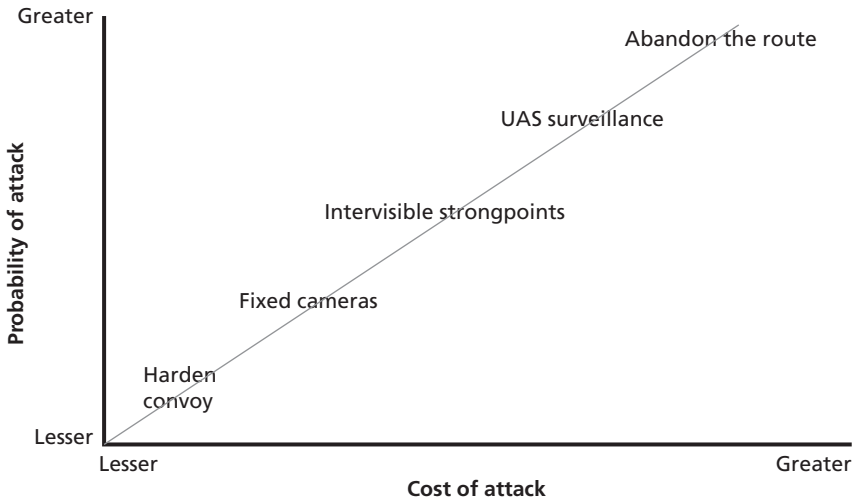 Greater
Abandon the route
UAS surveillance
Intervisible strongpoints
Fixed cameras
Harden
convoy
Probability of attack
Lesser
Lesser
Greater
Cost of attack